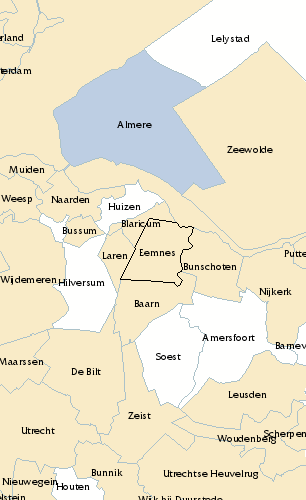 Lelystad
rland
terdam
Almere
Zeewolde
Muiden
Weesp
Naarden
Huizen
Blaricum
Bussum
Laren
Eemnes
Putte
Bunschoten
Wijdemeren
Hilversum
Nijkerk
Baarn
Amersfoort
Barnev
Soest
Maarssen
De Bilt
Leusden
Zeist
Utrecht
Woudenberg
Scherpen
Bunnik
Utrechtse Heuvelrug
Nieuwegein
Houten
lstein
Wijk bij Duurstede